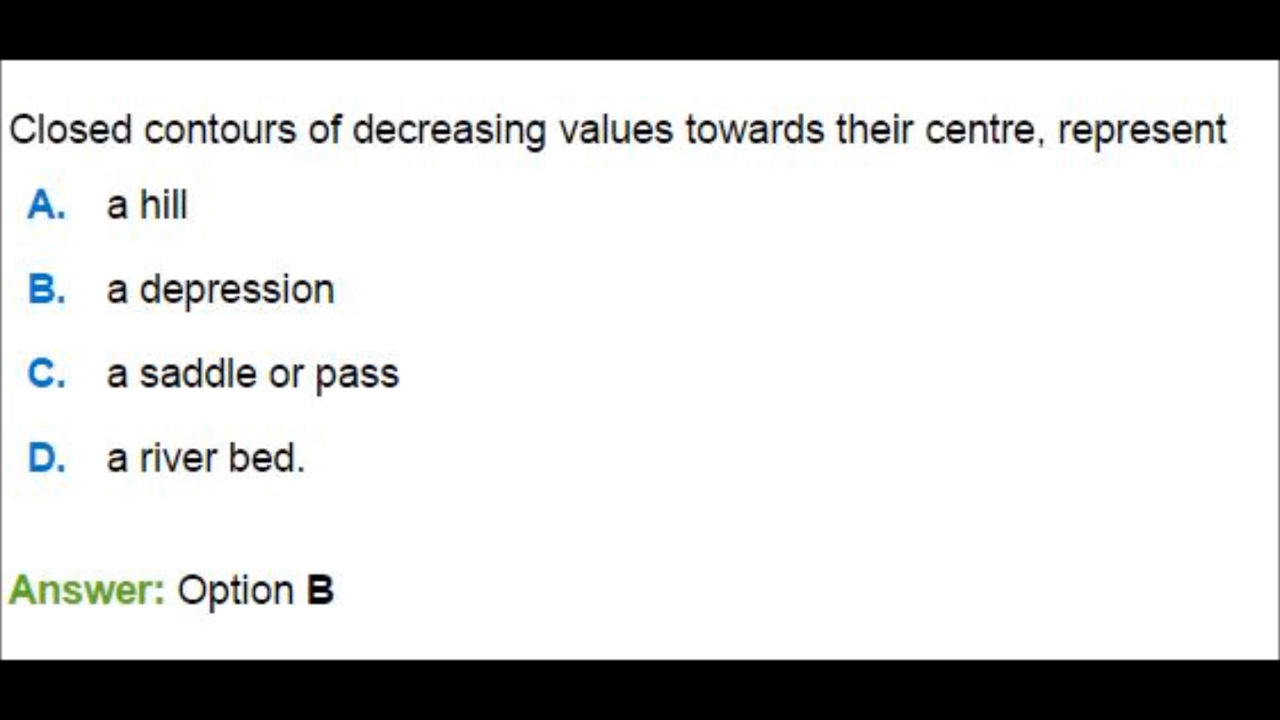 Closed contours of decreasing values towards their centre, represent
A. a hill
B. a depression
C. a saddle or pass
D. a river bed.
Answer: Option B